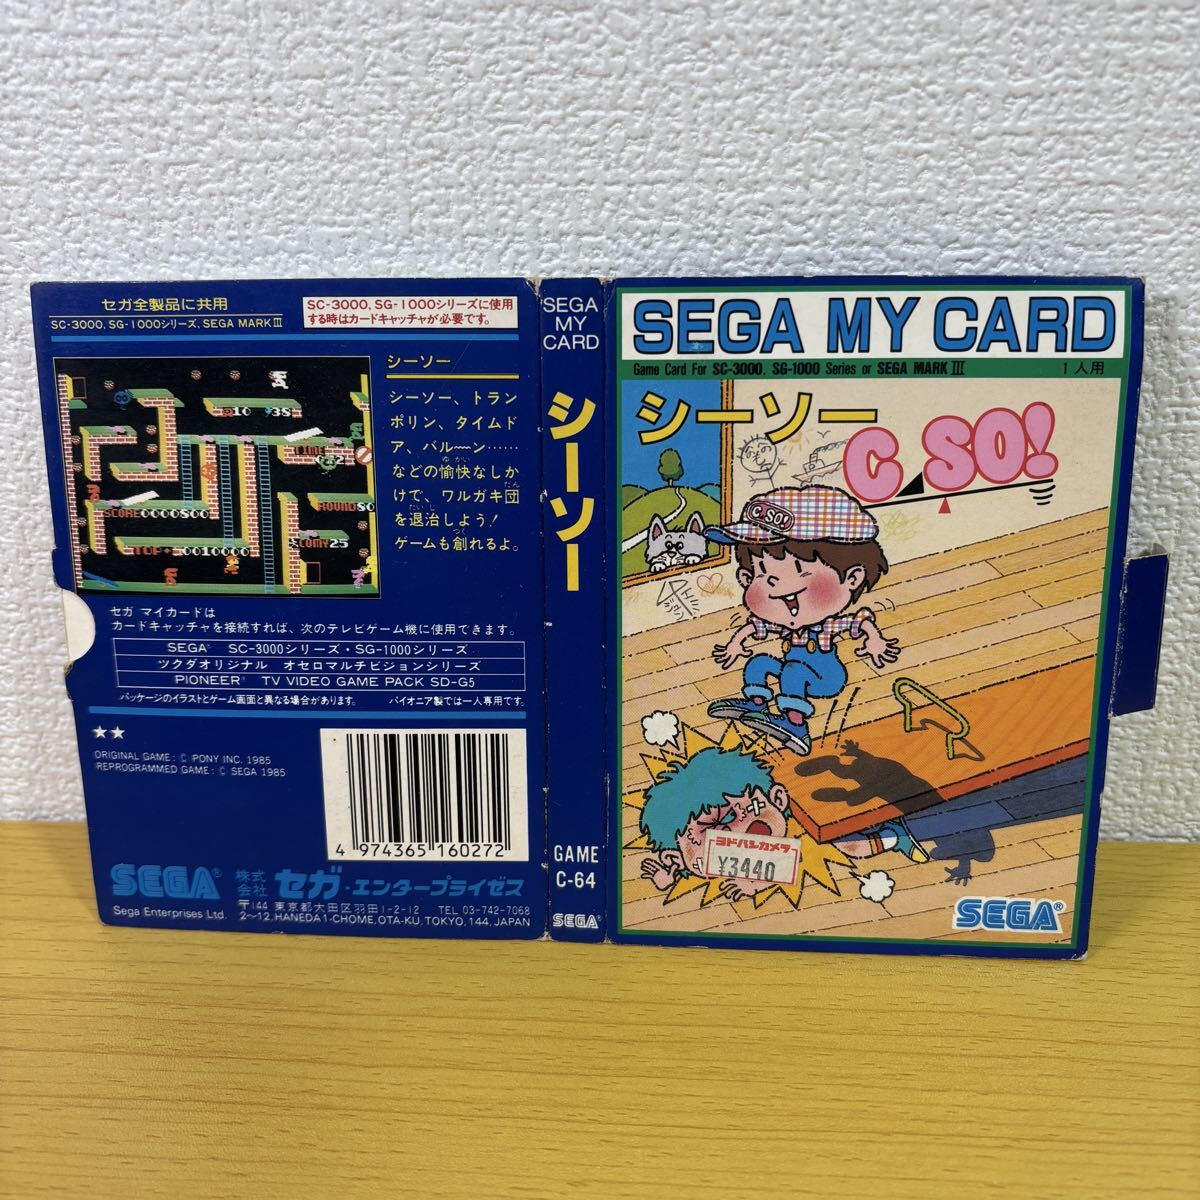 セガ全製品に共用
SC-3000, SG-1000シリーズ, SEGA MARK III
SC-3000, SG-1000シリーズに使用
する時はカードキャッチャが必要です。
10 38
TIME
2
SCORE0000800
ROUND80
TOP・0010000
COMY25
シーソー
シーソー、トラン
ポリン、タイムド
ア、バル〜ン……
などの愉快なしか
けで、ワルガキ団
を退治しよう!
ゲームも創れるよ。
セガ マイカードは
カードキャッチャを接続すれば、次のテレビゲーム機に使用できます。
SEGA® SC-3000シリーズ・SG-1000シリーズ
ツクダオリジナル オセロマルチビジョンシリーズ
PIONEER® TV VIDEO GAME PACK SD-G5
パッケージのイラストとゲーム画面と異なる場合があります。 パイオニア製では一人専用です。
★★
ORIGINAL GAME : © PONY INC. 1985
REPROGRAMMED GAME : © SEGA 1985
4 974365 160272
SEGA® 株式会社 セガ・エンタープライゼス
Sega Enterprises Ltd.
〒144 東京都大田区羽田1-2-12 TEL 03-742-7068
2〜12, HANEDA 1-CHOME, OTA-KU, TOKYO, 144, JAPAN
SEGA
MY
CARD
シーソー
GAME
C-64
SEGA®
SEGA MY CARD
Game Card For SC-3000, SG-1000 Series or SEGA MARK III
1人用
シーソー
C SO!
C SO!
ヨドバシカメラ
¥3440
SEGA®